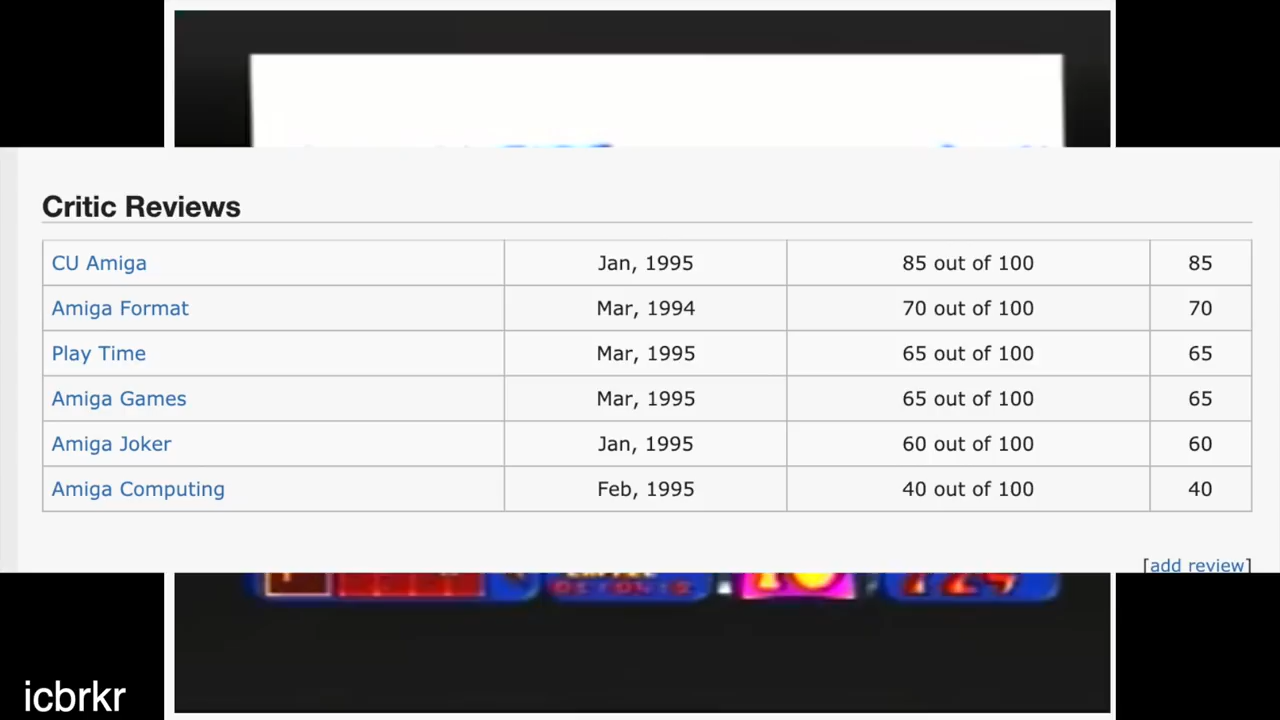 Critic Reviews
CU Amiga Jan, 1995 85 out of 100 85
Amiga Format Mar, 1994 70 out of 100 70
Play Time Mar, 1995 65 out of 100 65
Amiga Games Mar, 1995 65 out of 100 65
Amiga Joker Jan, 1995 60 out of 100 60
Amiga Computing Feb, 1995 40 out of 100 40
[add review]
icbrkr